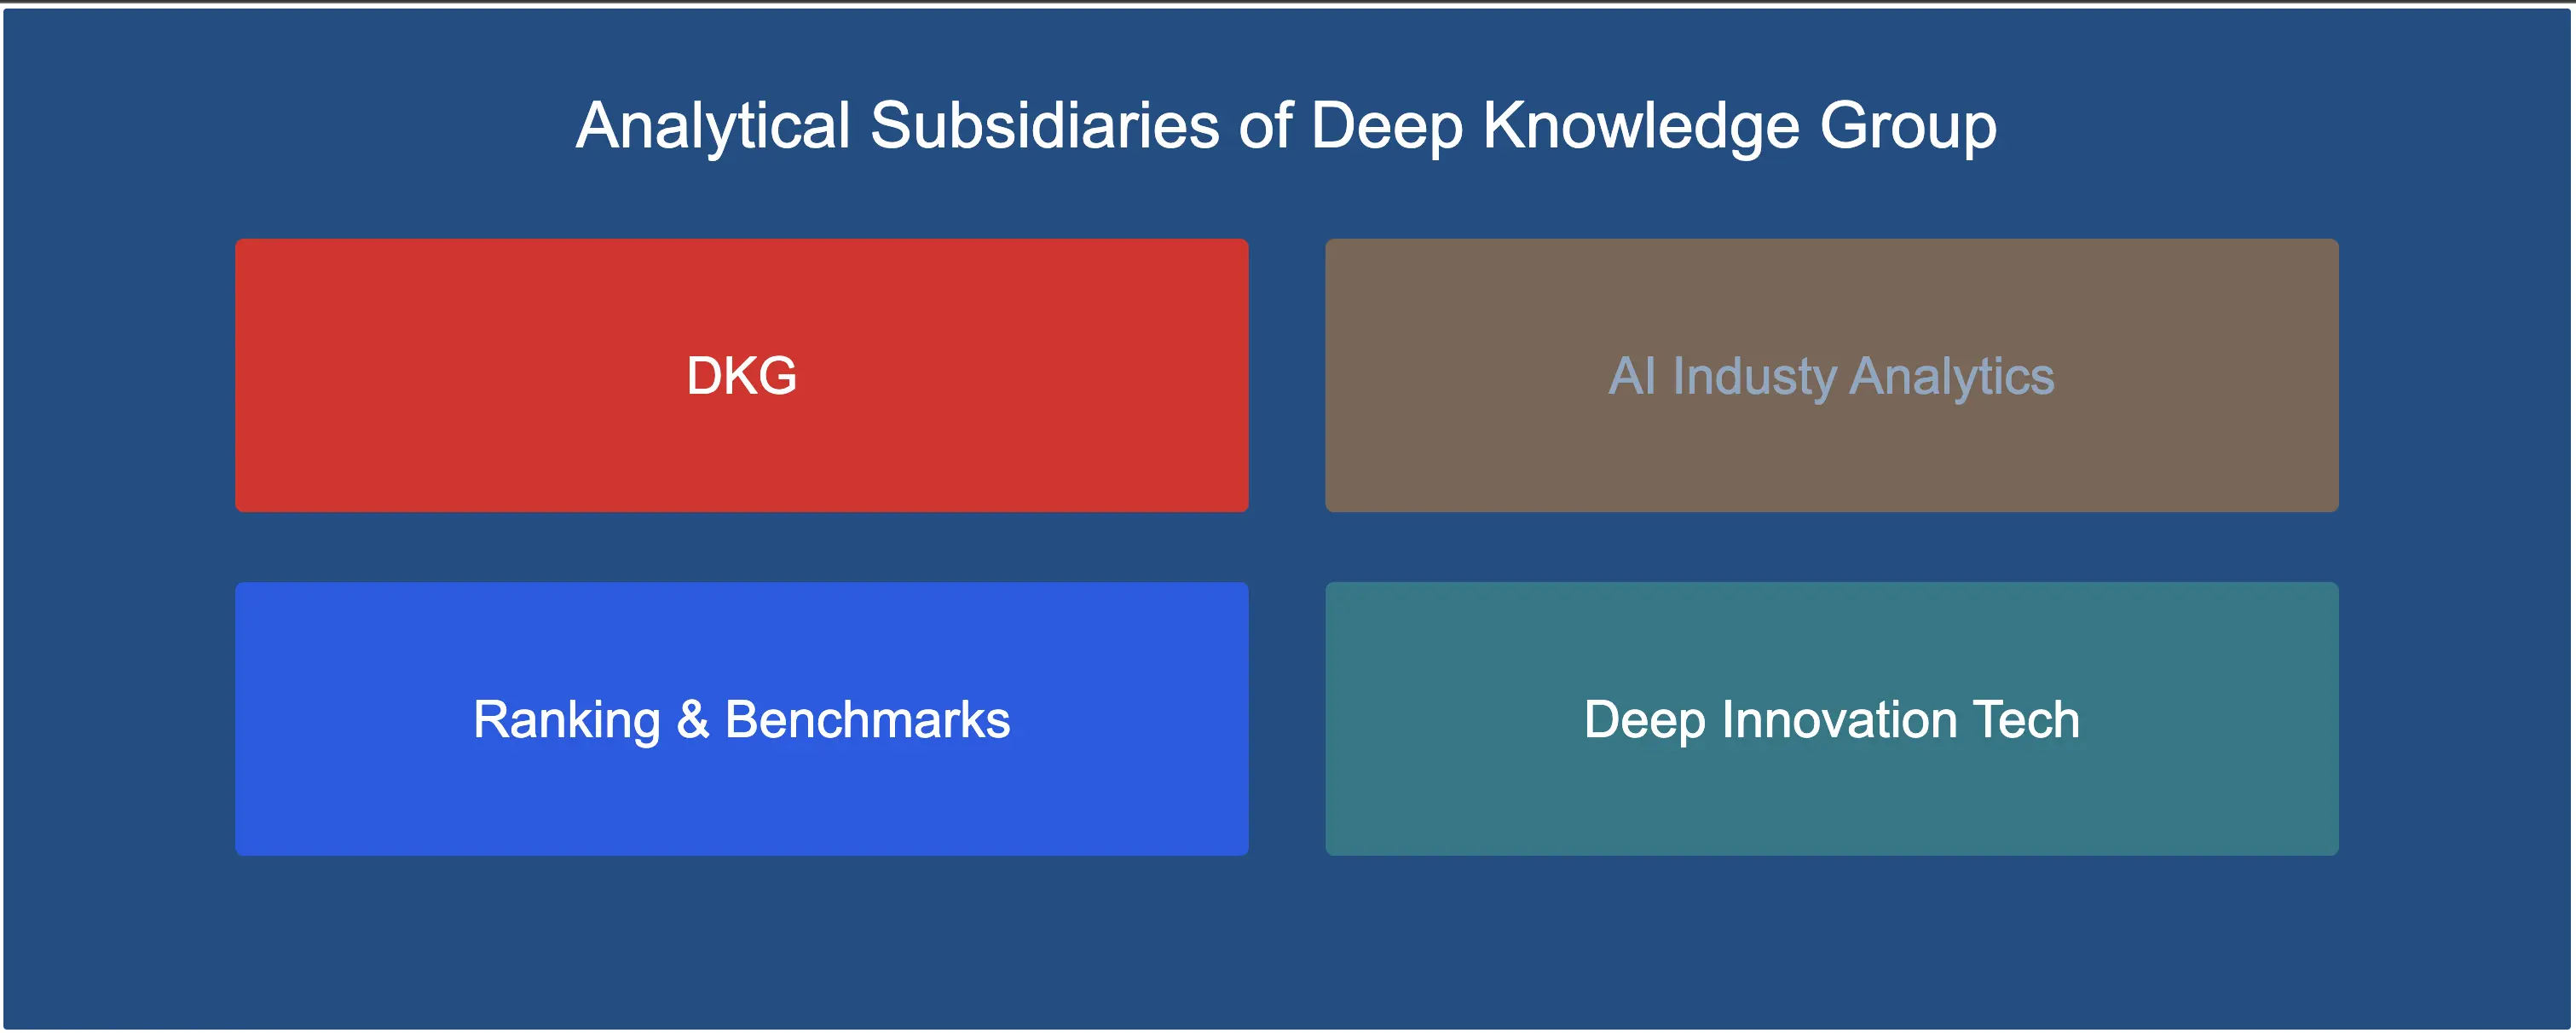 Analytical Subsidiaries of Deep Knowledge Group
DKG
AI Industy Analytics
Ranking & Benchmarks
Deep Innovation Tech